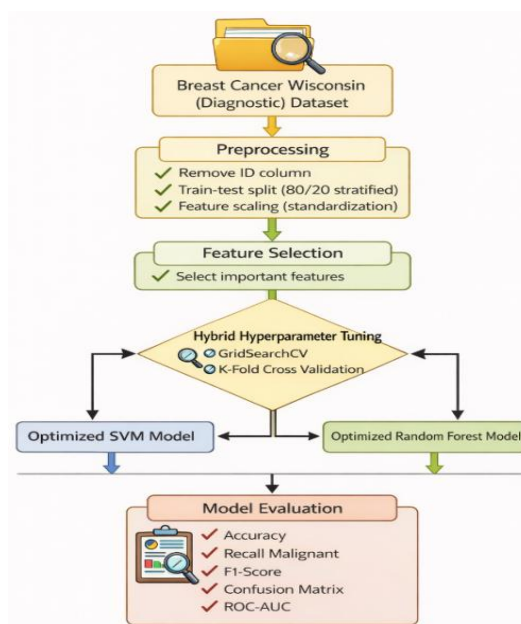 Breast Cancer Wisconsin
(Diagnostic) Dataset
Preprocessing
Remove ID column
Train-test split (80/20 stratified)
Feature scaling (standardization)
Feature Selection
Select important features
Hybrid Hyperparameter Tuning
GridSearchCV
K-Fold Cross Validation
Optimized SVM Model
Optimized Random Forest Model
Model Evaluation
Accuracy
Recall Malignant
F1-Score
Confusion Matrix
ROC-AUC